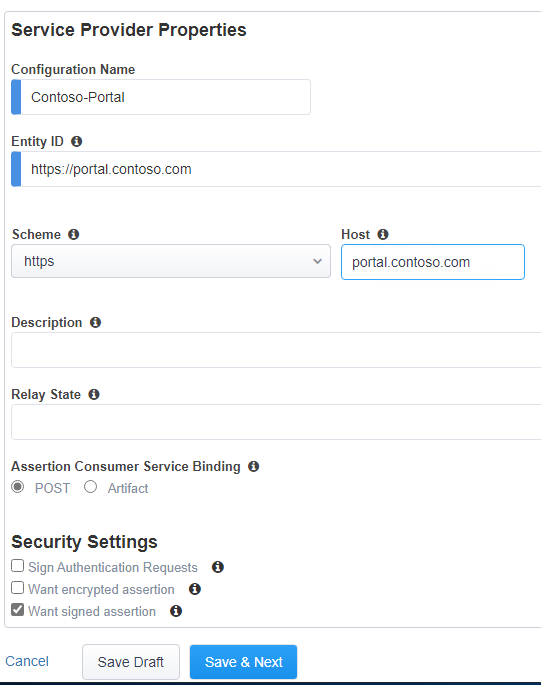 Service Provider Properties
Configuration Name
Contoso-Portal
Entity ID
https://portal.contoso.com
Scheme Host
https portal.contoso.com
Description
Relay State
Assertion Consumer Service Binding
POST Artifact
Security Settings
Sign Authentication Requests
Want encrypted assertion
Want signed assertion
Cancel Save Draft Save & Next